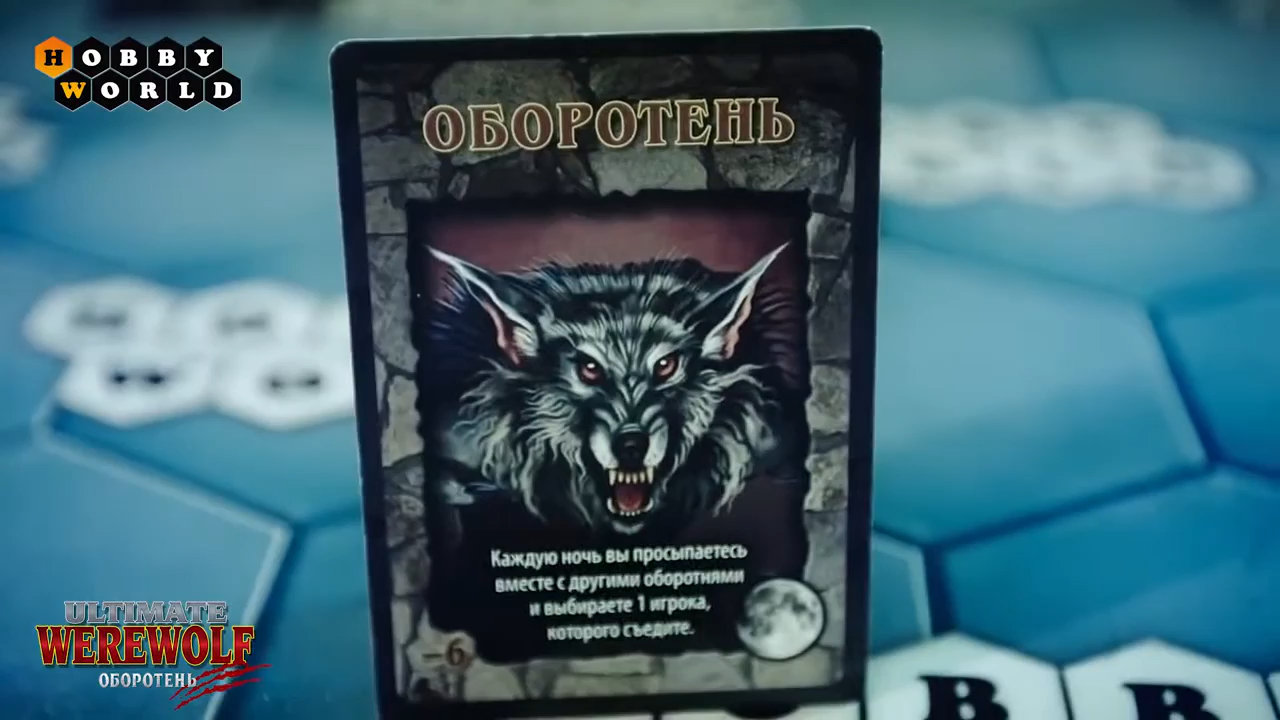 HOBBY
WORLD
ОБОРОТЕНЬ
Каждую ночь вы просыпаетесь
вместе с другими оборотнями
и выбираете 1 игрока,
которого съедите.
–6
ULTIMATE
WEREWOLF
ОБОРОТЕНЬ